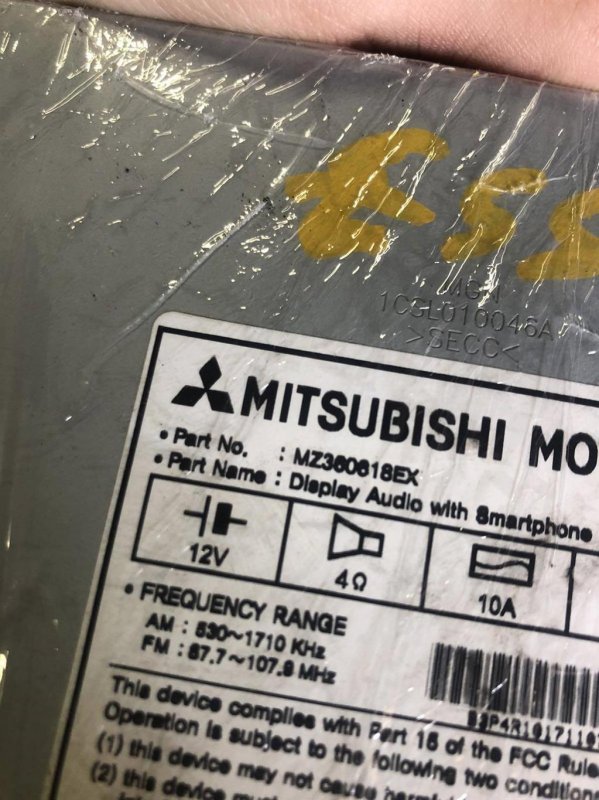 MGN
1CSL010046A
>SECC<
MITSUBISHI MO
• Part No. : MZ360618EX
• Part Name : Display Audio with Smartphone
12V
4Ω
10A
• FREQUENCY RANGE
AM : 530~1710 KHz
FM : 87.7~107.9 MHz
This device complies with Part 15 of the FCC Rule
Operation is subject to the following two condition
(1) this device may not cause harmful
(2) this device